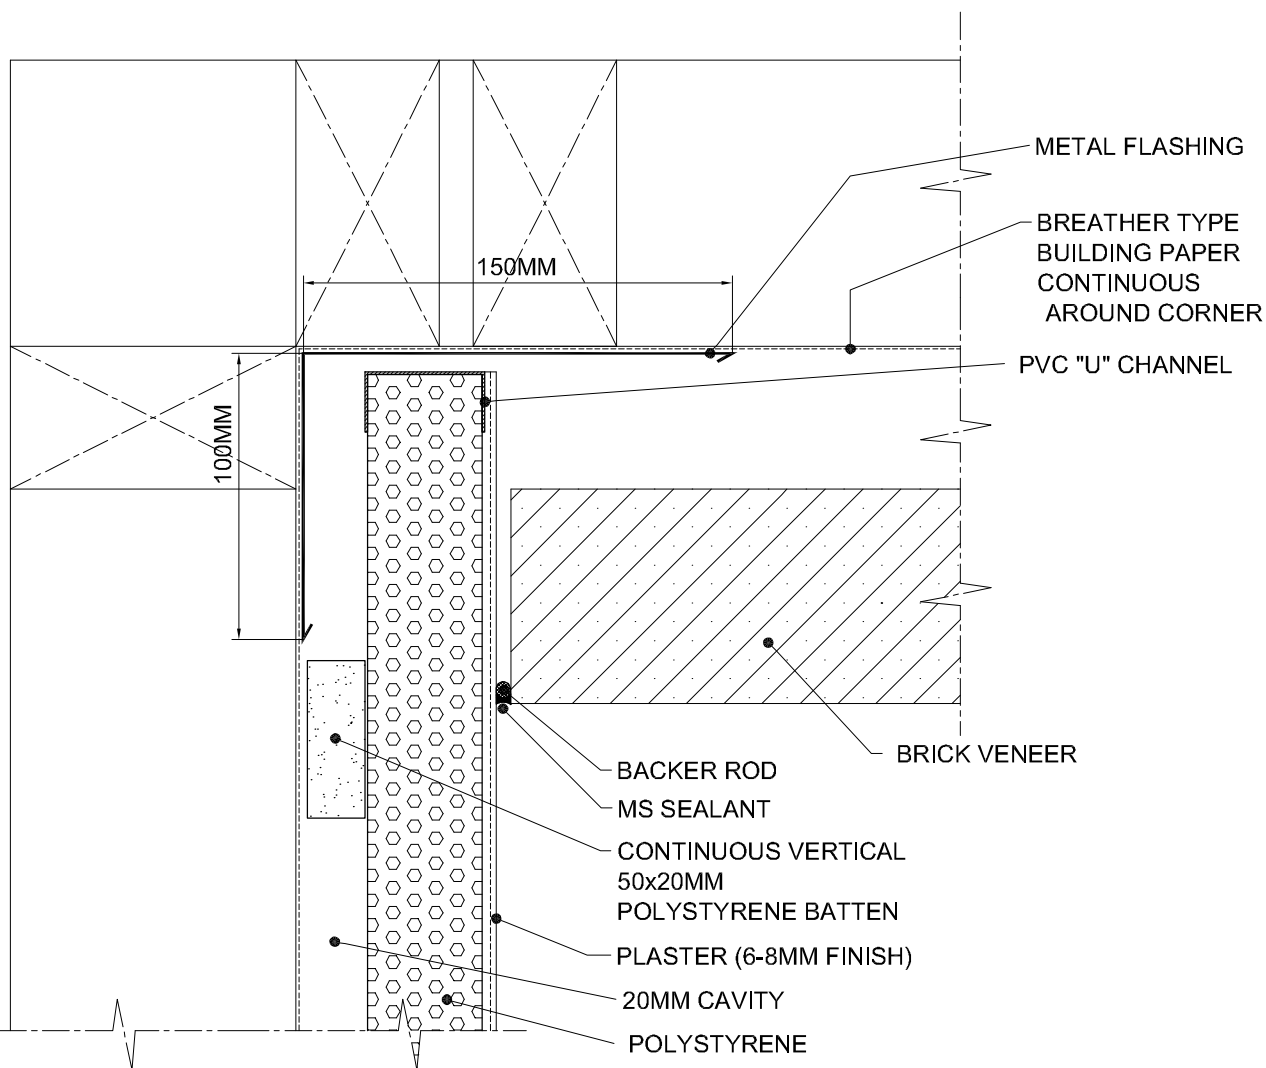 METAL FLASHING
BREATHER TYPE
BUILDING PAPER
CONTINUOUS
AROUND CORNER
150MM
PVC "U" CHANNEL
100MM
BRICK VENEER
BACKER ROD
MS SEALANT
CONTINUOUS VERTICAL
50x20MM
POLYSTYRENE BATTEN
PLASTER (6-8MM FINISH)
20MM CAVITY
POLYSTYRENE